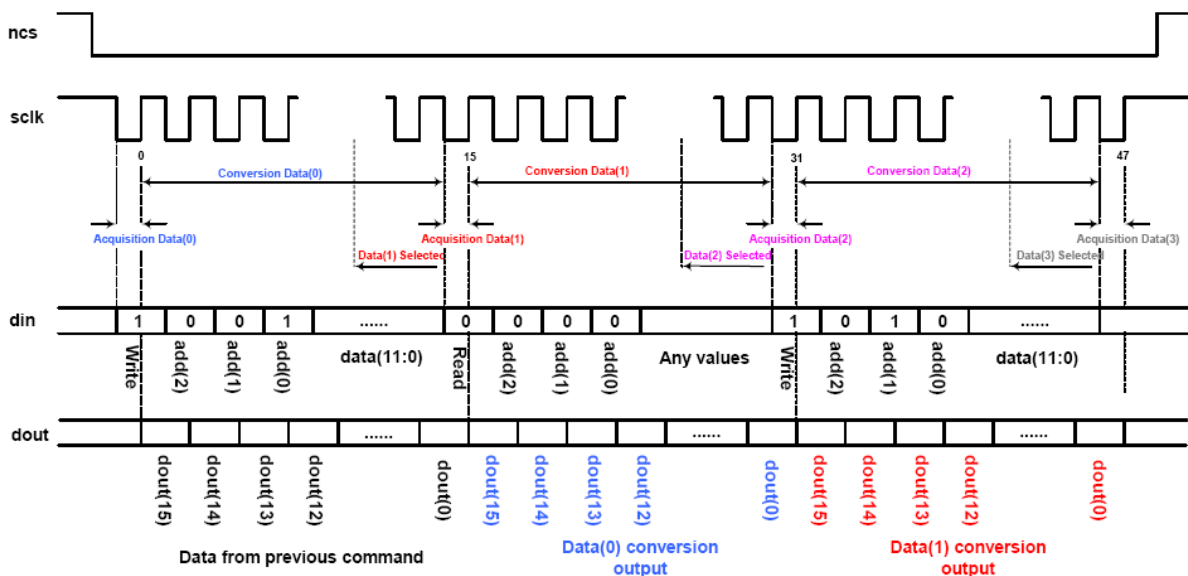 ncs
sclk
0
15
31
47
Conversion Data(0)
Conversion Data(1)
Conversion Data(2)
Acquisition Data(0)
Acquisition Data(1)
Acquisition Data(2)
Acquisition Data(3)
Data(1) Selected
Data(2) Selected
Data(3) Selected
din
1
0
0
1
......
0
0
0
0
1
0
1
0
......
Write
add(2)
add(1)
add(0)
data(11:0)
Read
add(2)
add(1)
add(0)
Any values
Write
add(2)
add(1)
add(0)
data(11:0)
dout
......
......
......
dout(15)
dout(14)
dout(13)
dout(12)
dout(0)
dout(15)
dout(14)
dout(13)
dout(12)
dout(0)
dout(15)
dout(14)
dout(13)
dout(12)
dout(0)
Data from previous command
Data(0) conversion
output
Data(1) conversion
output